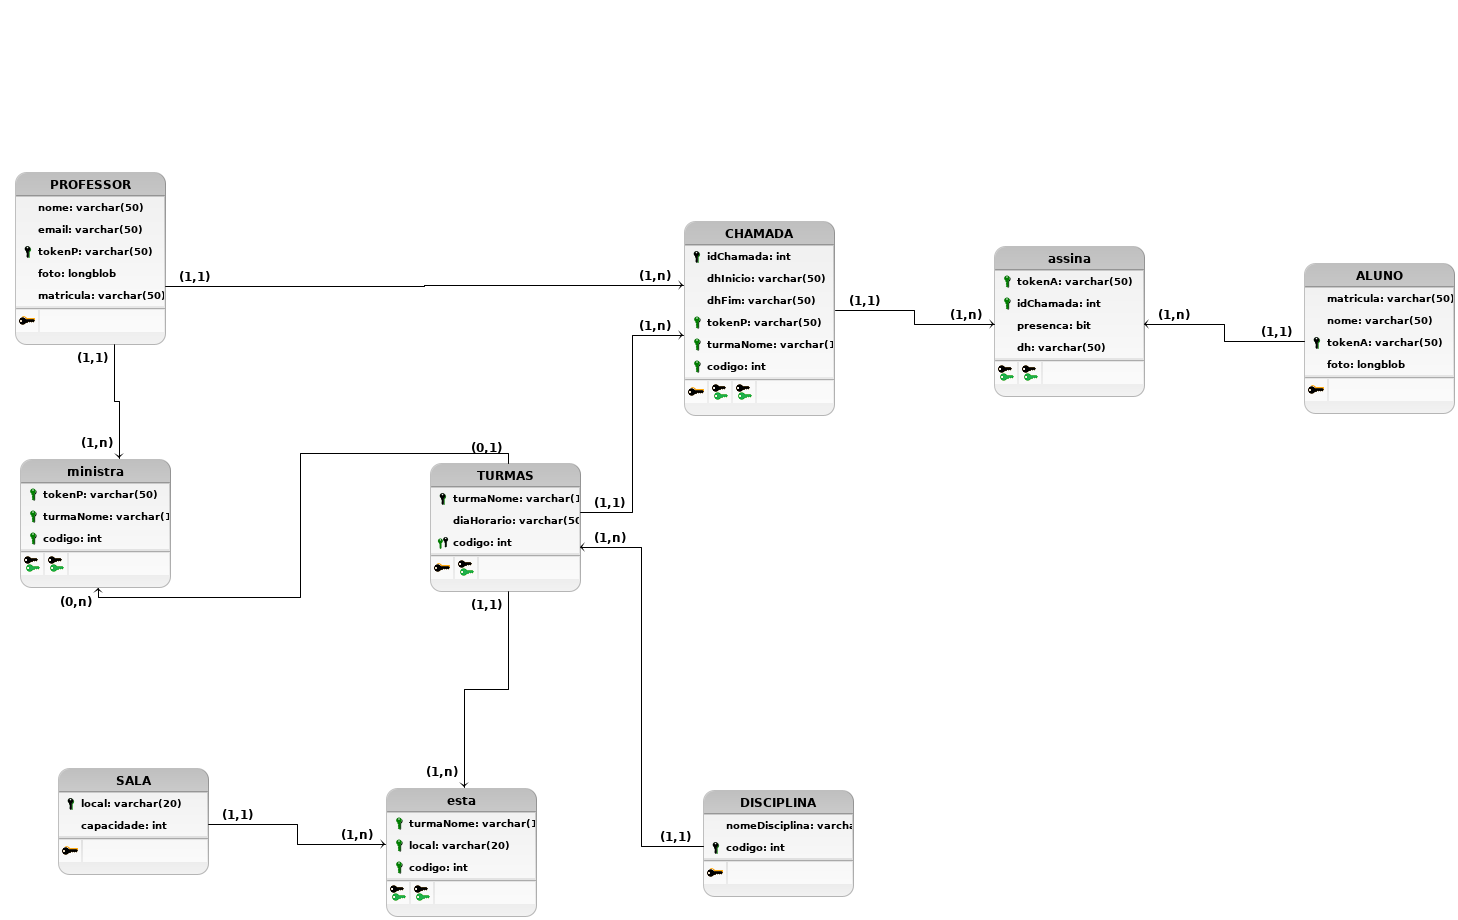 PROFESSOR
nome: varchar(50)
email: varchar(50)
tokenP: varchar(50)
foto: longblob
matricula: varchar(50)
(1,1)
(1,n)
(1,1)
(1,n)
CHAMADA
idChamada: int
dhInicio: varchar(50)
dhFim: varchar(50)
tokenP: varchar(50)
turmaNome: varchar(1
codigo: int
(1,n)
(1,1)
(1,n)
assina
tokenA: varchar(50)
idChamada: int
presenca: bit
dh: varchar(50)
(1,n)
(1,1)
ALUNO
matricula: varchar(50)
nome: varchar(50)
tokenA: varchar(50)
foto: longblob
ministra
tokenP: varchar(50)
turmaNome: varchar(1
codigo: int
(0,n)
(0,1)
TURMAS
turmaNome: varchar(1
diaHorario: varchar(50
codigo: int
(1,1)
(1,n)
(1,1)
(1,n)
SALA
local: varchar(20)
capacidade: int
(1,1)
(1,n)
esta
turmaNome: varchar(1
local: varchar(20)
codigo: int
(1,1)
DISCIPLINA
nomeDisciplina: varcha
codigo: int